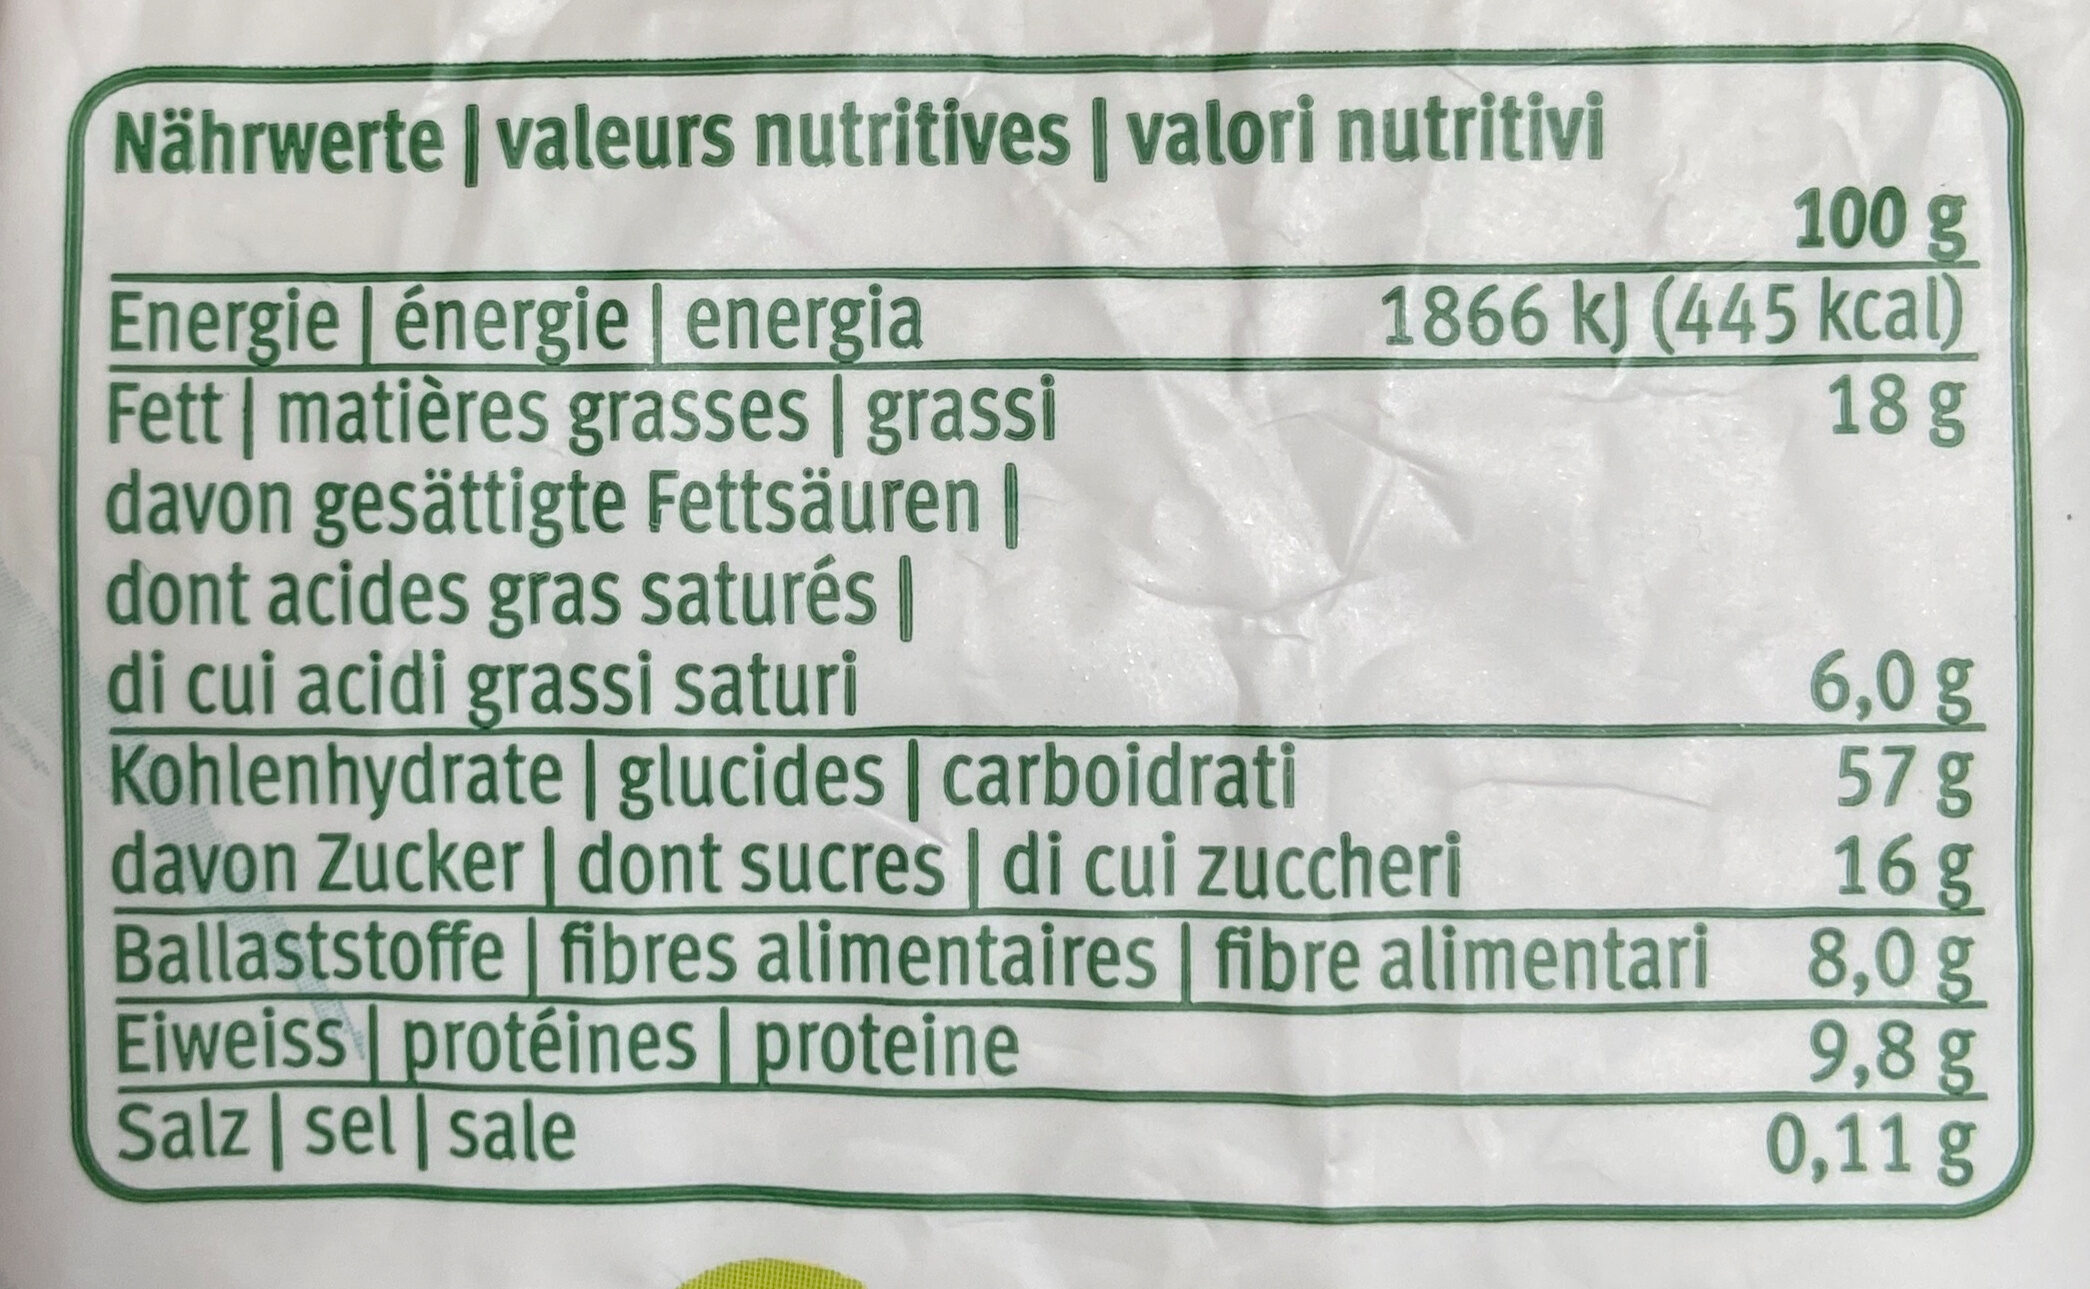 Nährwerte | valeurs nutritives | valori nutritivi
100 g
Energie | énergie | energia 1866 kJ (445 kcal)
Fett | matières grasses | grassi 18 g
davon gesättigte Fettsäuren |
dont acides gras saturés |
di cui acidi grassi saturi 6,0 g
Kohlenhydrate | glucides | carboidrati 57 g
davon Zucker | dont sucres | di cui zuccheri 16 g
Ballaststoffe | fibres alimentaires | fibre alimentari 8,0 g
Eiweiss | protéines | proteine 9,8 g
Salz | sel | sale 0,11 g